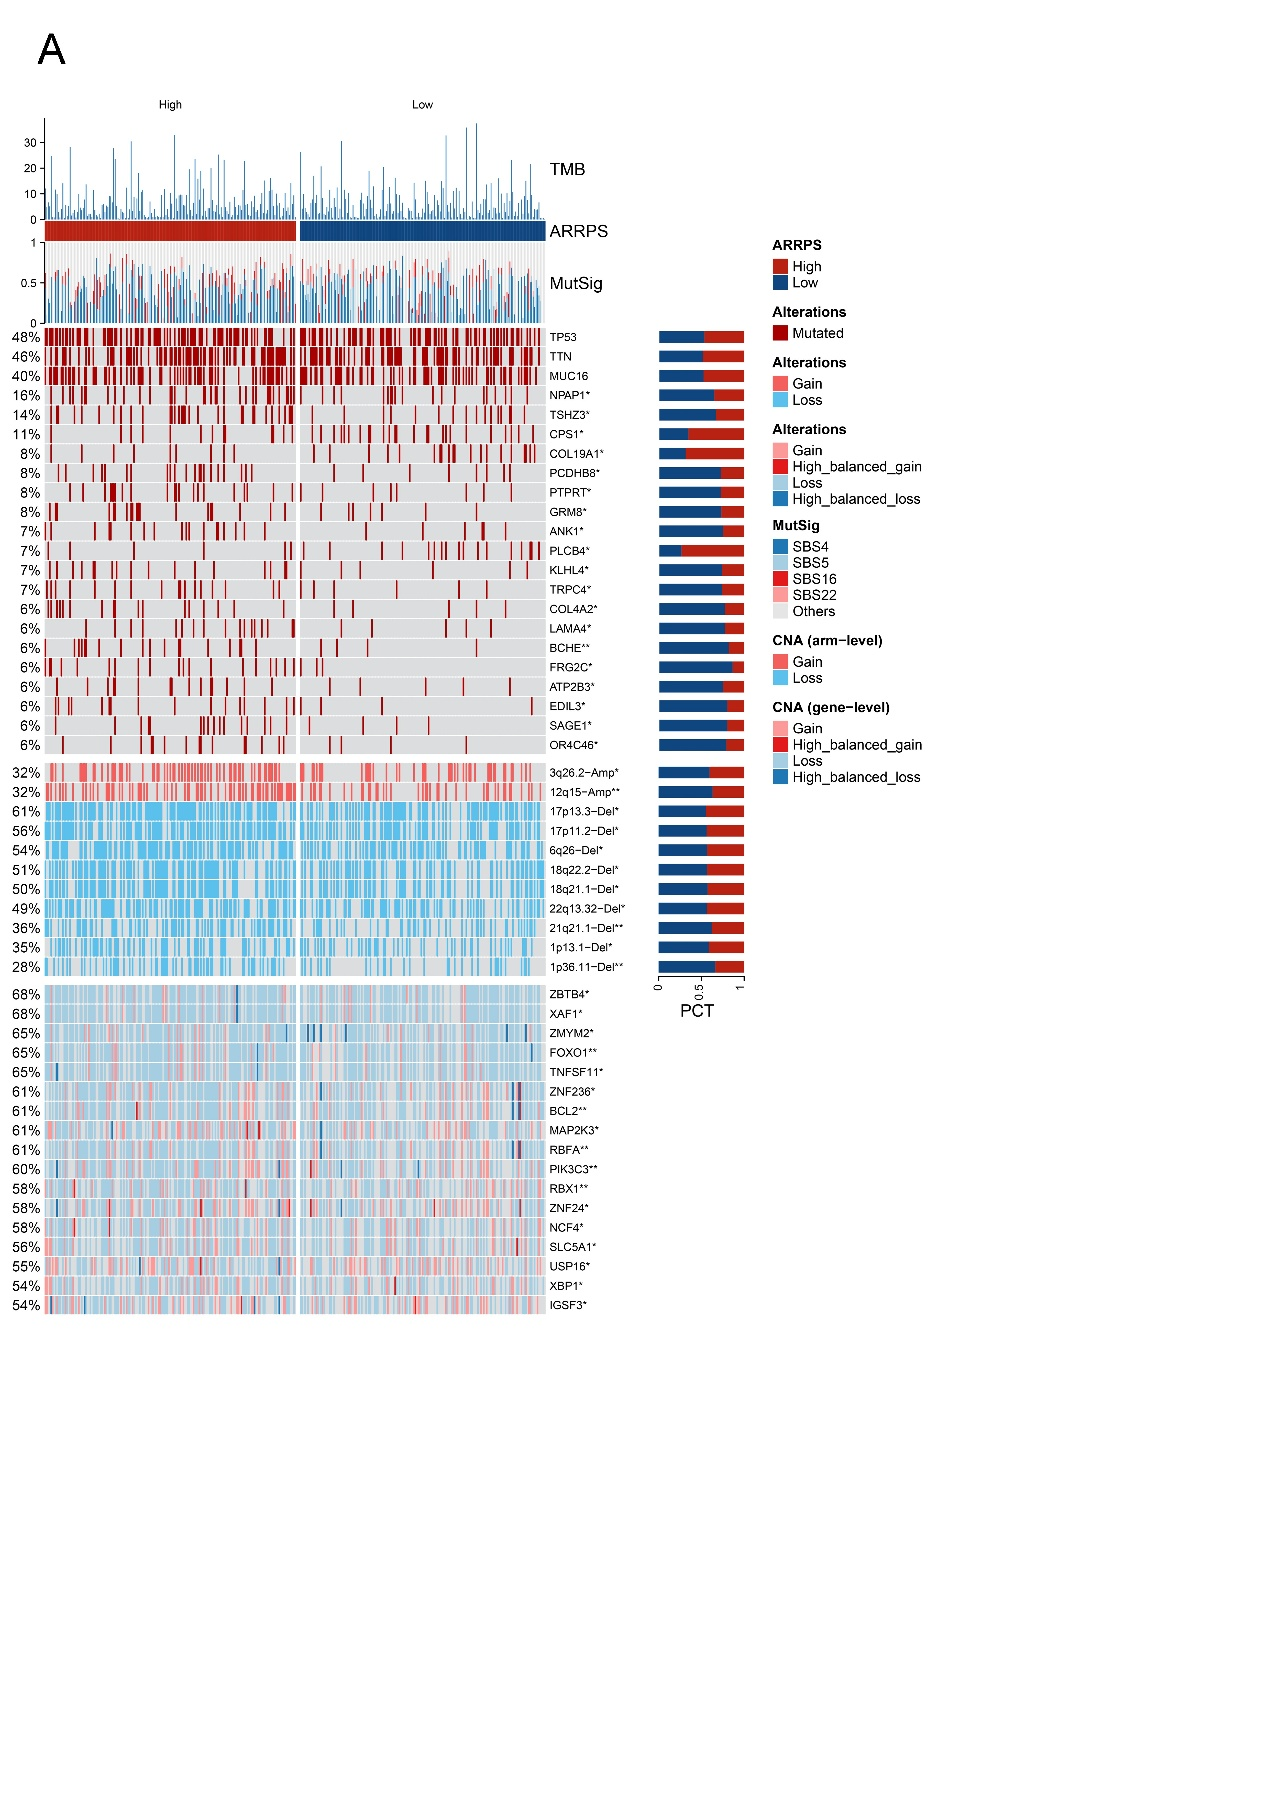 A
High Low
30
20
10
0
TMB
ARRPS
1
0.5
0
MutSig
48% TP53
46% TTN
40% MUC16
16% NPAP1*
14% TSHZ3*
11% CPS1*
8% COL19A1*
8% PCDHB8*
8% PTPRT*
8% GRM8*
7% ANK1*
7% PLCB4*
7% KLHL4*
7% TRPC4*
6% COL4A2*
6% LAMA4*
6% BCHE**
6% FRG2C*
6% ATP2B3*
6% EDIL3*
6% SAGE1*
6% OR4C46*
32% 3q26.2−Amp*
32% 12q15−Amp**
61% 17p13.3−Del*
56% 17p11.2−Del*
54% 6q26−Del*
51% 18q22.2−Del*
50% 18q21.1−Del*
49% 22q13.32−Del*
36% 21q21.1−Del**
35% 1p13.1−Del*
28% 1p36.11−Del**
68% ZBTB4*
68% XAF1*
65% ZMYM2*
65% FOXO1**
65% TNFSF11*
61% ZNF236*
61% BCL2**
61% MAP2K3*
61% RBFA**
60% PIK3C3**
58% RBX1**
58% ZNF24*
58% NCF4*
56% SLC5A1*
55% USP16*
54% XBP1*
54% IGSF3*
0 0.5 1
PCT
ARRPS
High
Low
Alterations
Mutated
Alterations
Gain
Loss
Alterations
Gain
High_balanced_gain
Loss
High_balanced_loss
MutSig
SBS4
SBS5
SBS16
SBS22
Others
CNA (arm−level)
Gain
Loss
CNA (gene−level)
Gain
High_balanced_gain
Loss
High_balanced_loss